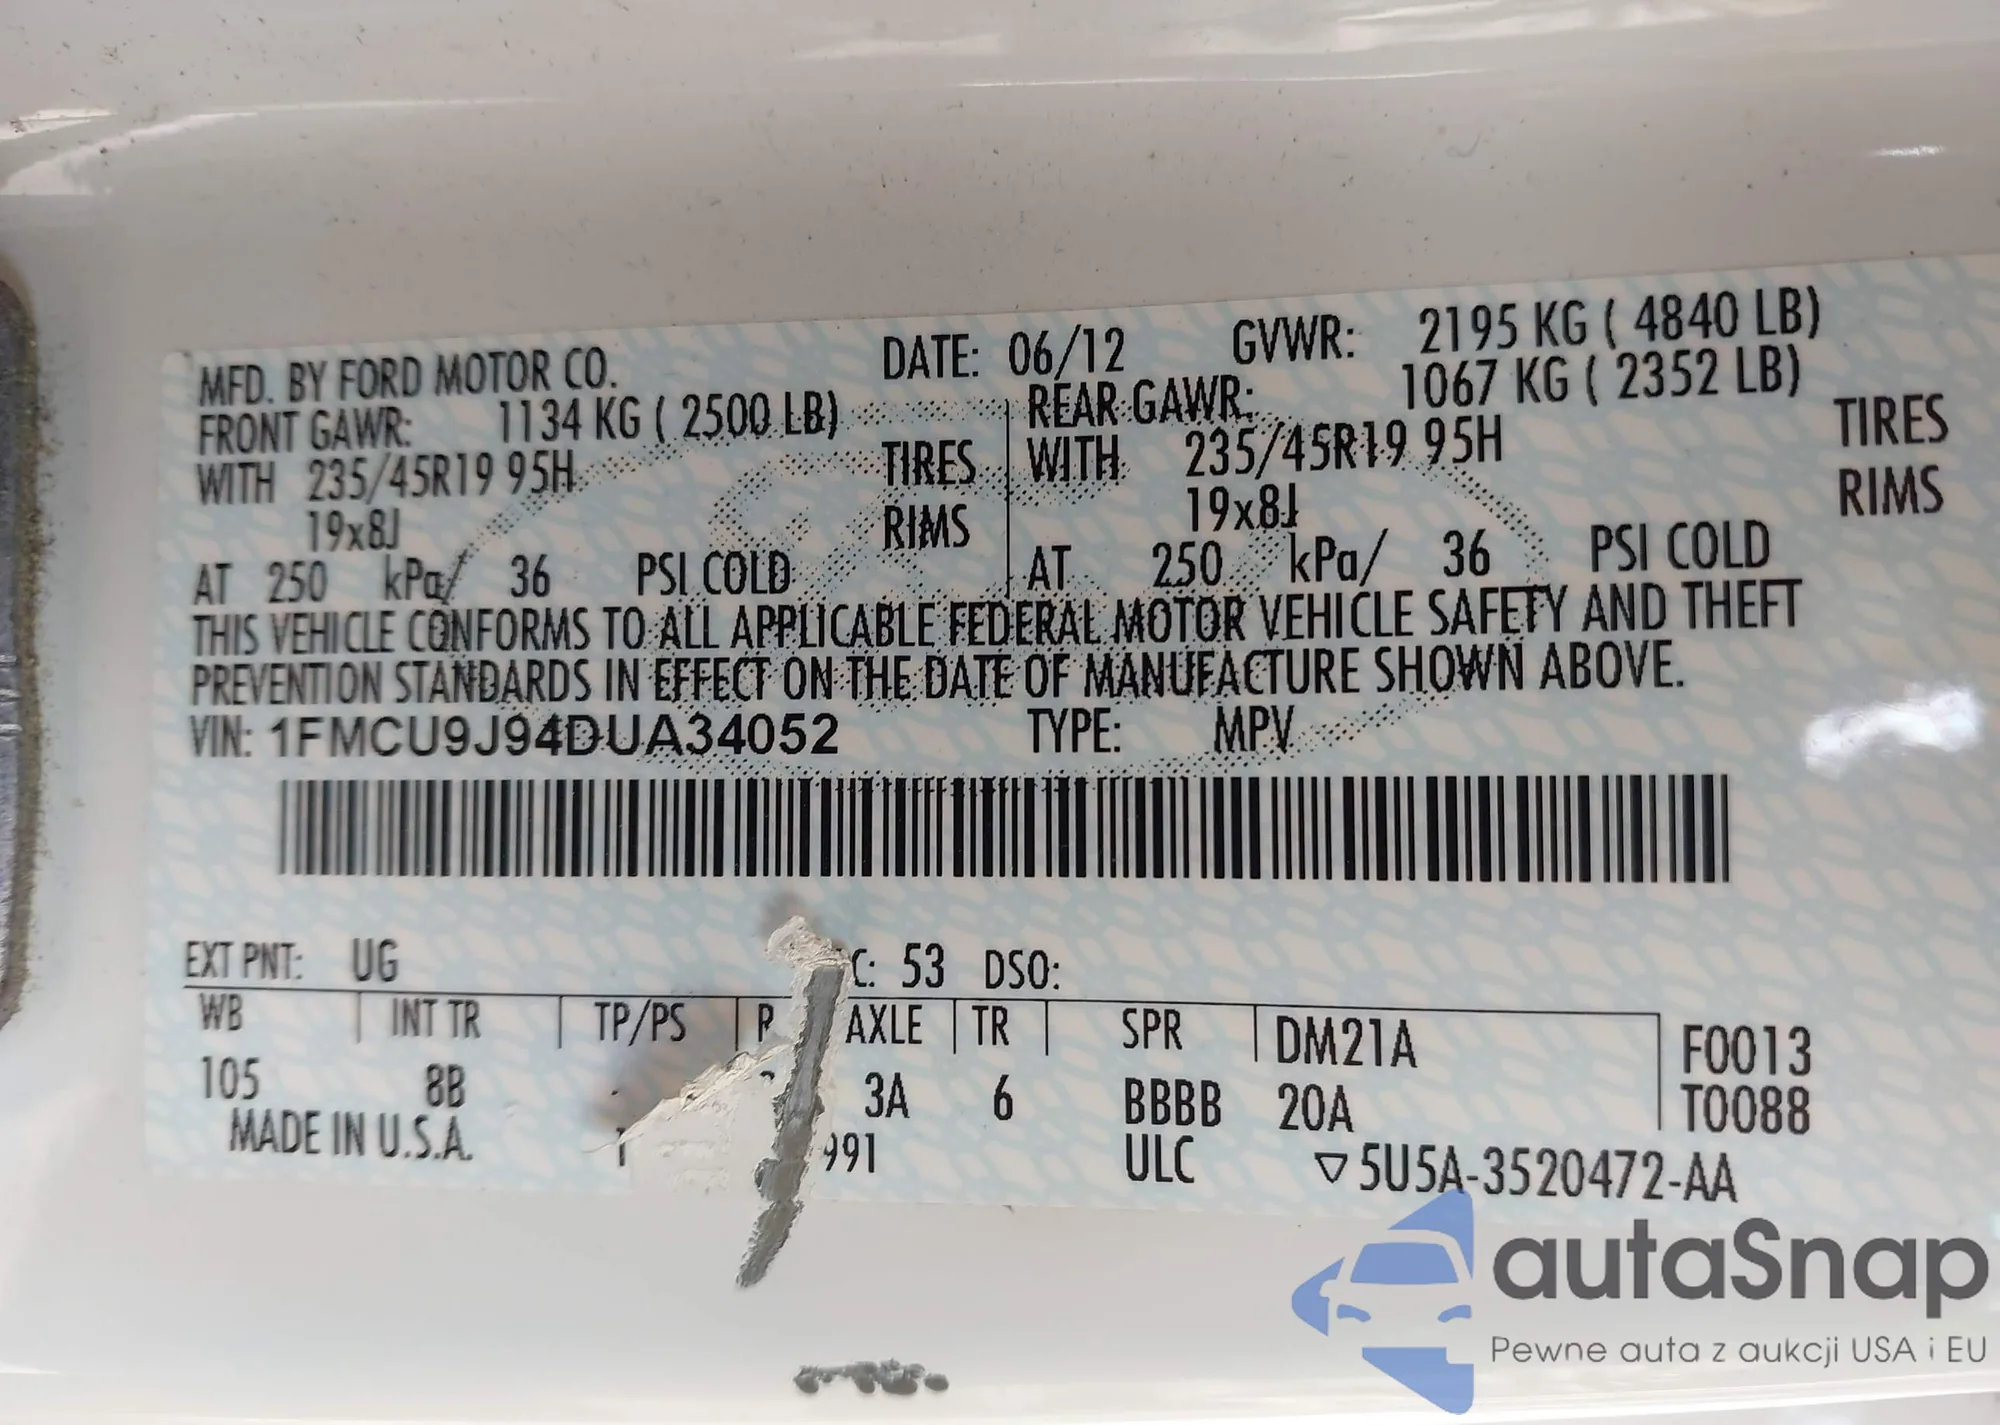 MFD. BY FORD MOTOR CO. DATE: 06/12 GVWR: 2195 KG ( 4840 LB)
FRONT GAWR: 1134 KG ( 2500 LB) REAR GAWR: 1067 KG ( 2352 LB)
WITH 235/45R19 95H TIRES WITH 235/45R19 95H TIRES
19x8J RIMS 19x8J RIMS
AT 250 kPa/ 36 PSI COLD AT 250 kPa/ 36 PSI COLD
THIS VEHICLE CONFORMS TO ALL APPLICABLE FEDERAL MOTOR VEHICLE SAFETY AND THEFT
PREVENTION STANDARDS IN EFFECT ON THE DATE OF MANUFACTURE SHOWN ABOVE.
VIN: 1FMCU9J94DUA34052 TYPE: MPV
EXT PNT: UG C: 53 DSO:
WB INT TR TP/PS R AXLE TR SPR DM21A F0013
105 8B 3A 6 BBBB 20A T0088
MADE IN U.S.A. 991 ULC ▽5U5A-3520472-AA
autaSnap
Pewne auta z aukcji USA i EU